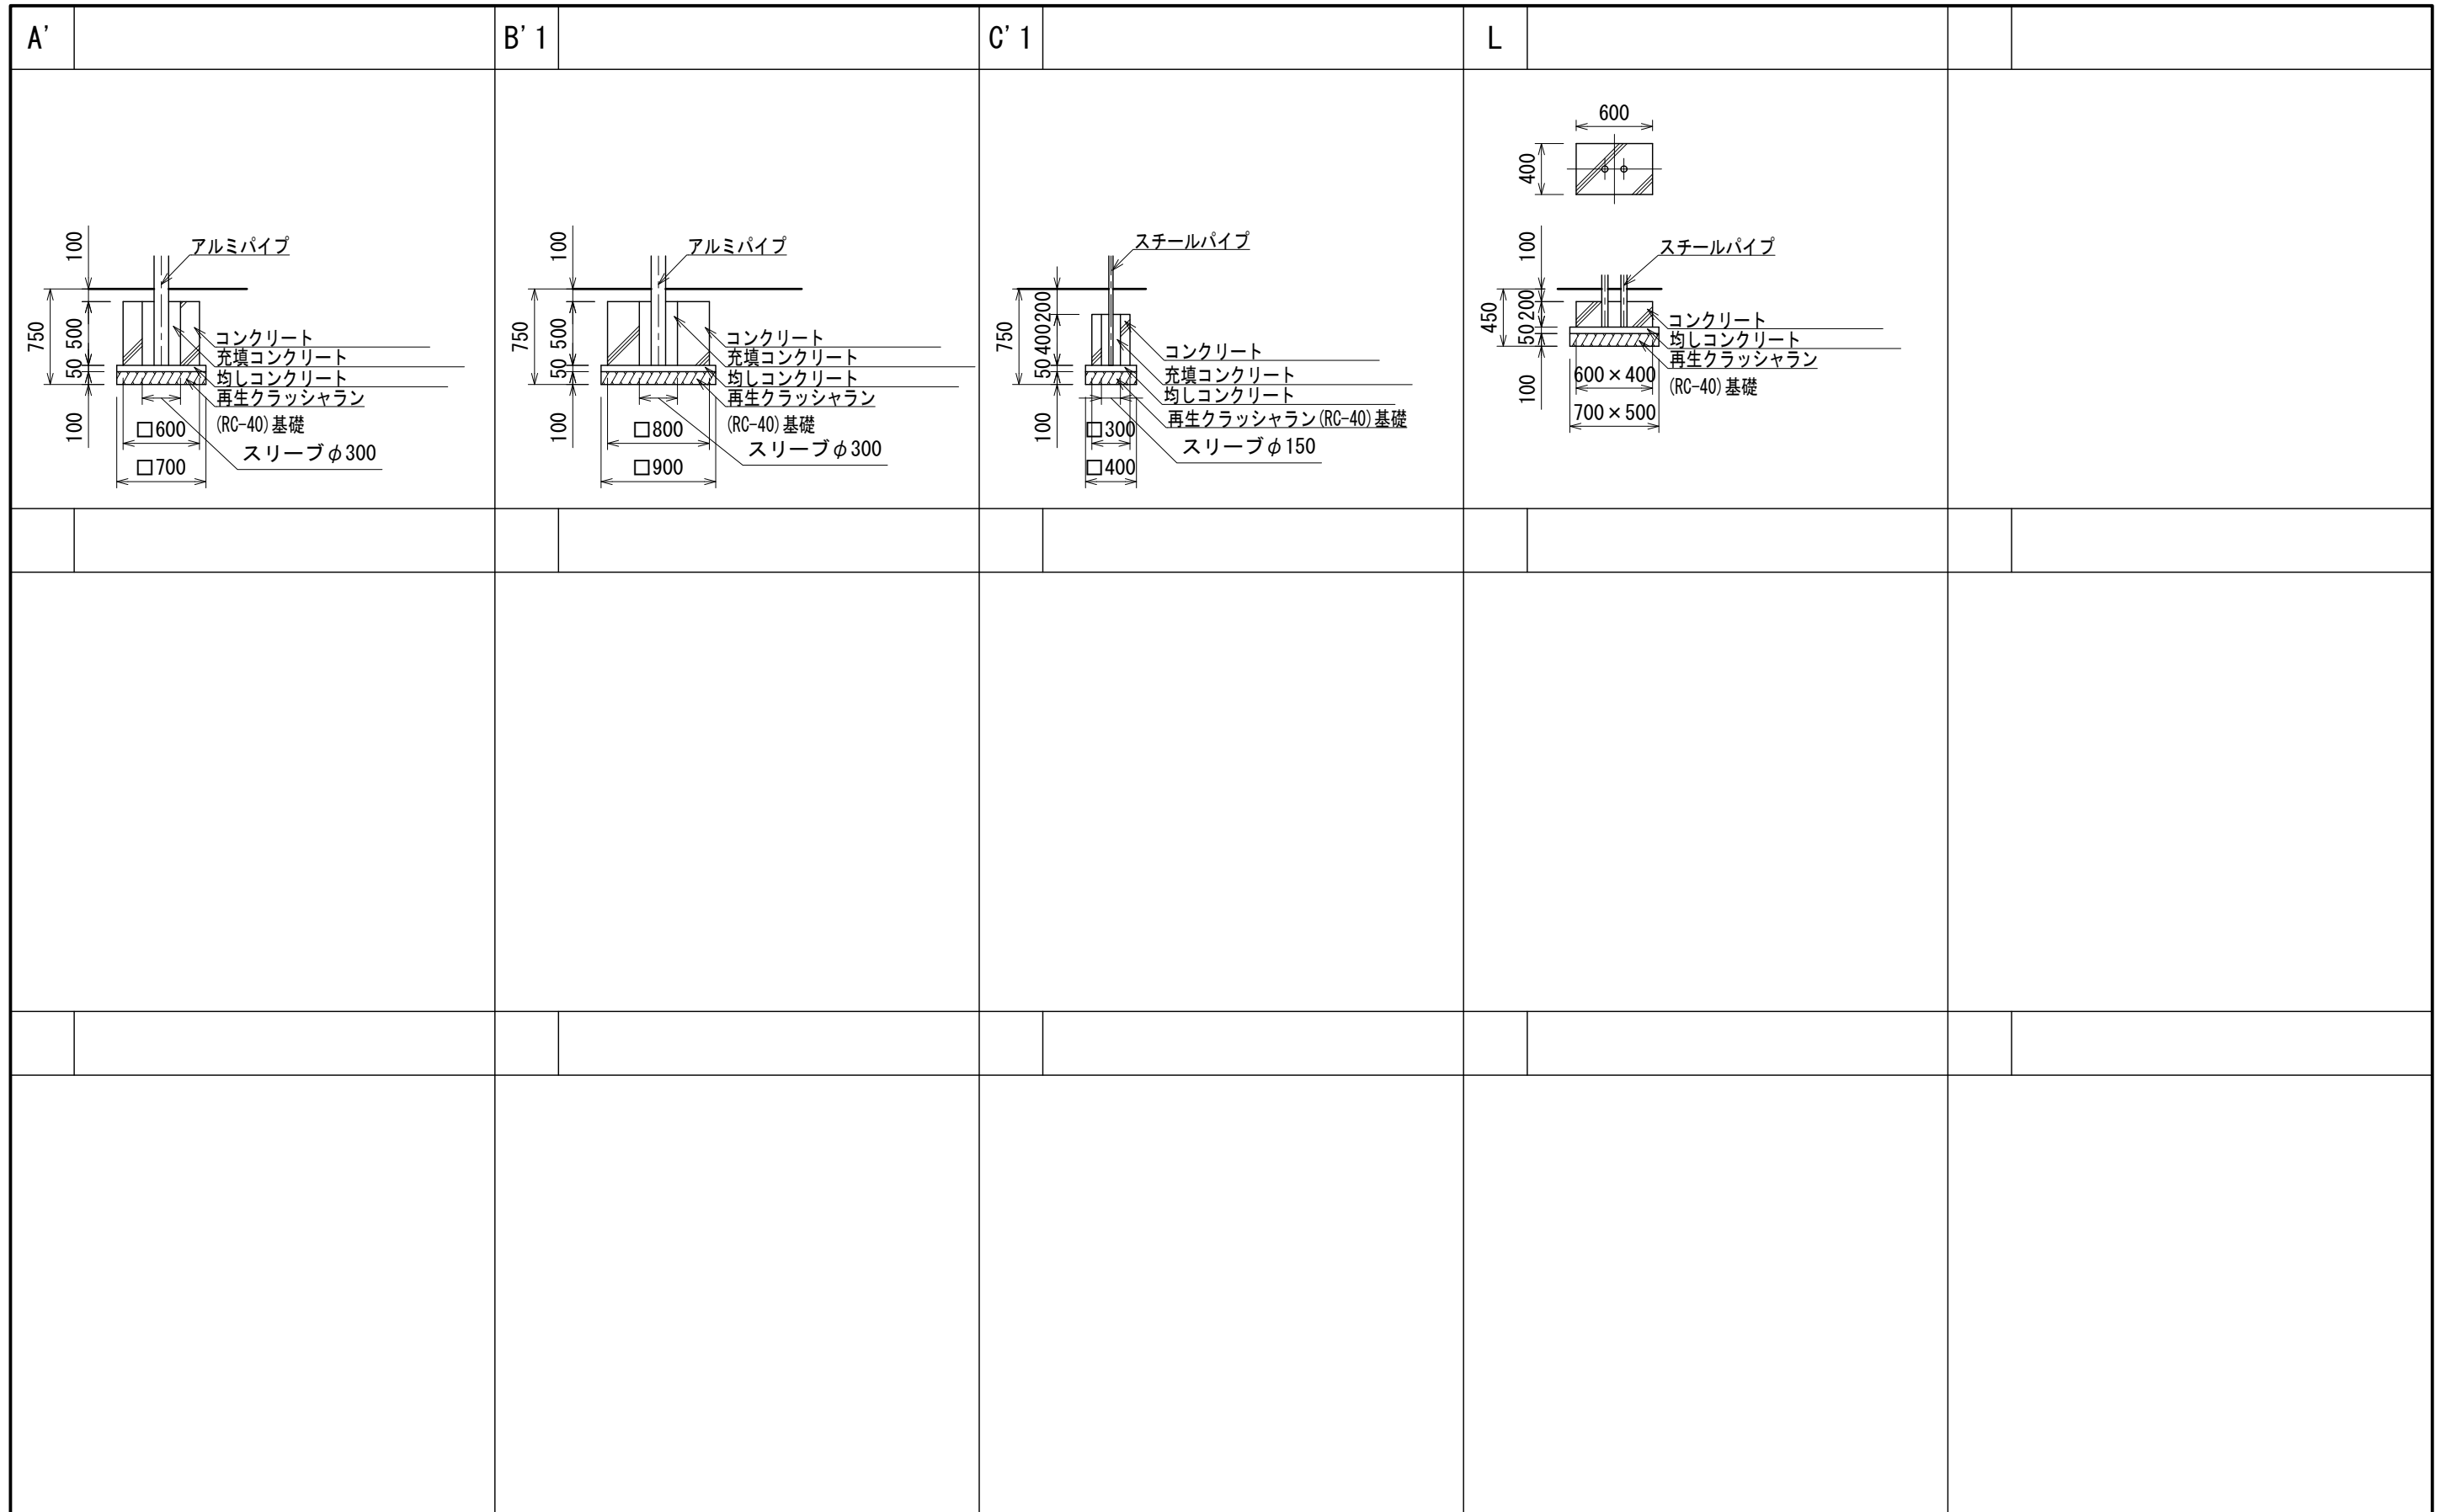 A'
B'1
C'1
L
100
750
500
50
100
アルミパイプ
コンクリート
充填コンクリート
均しコンクリート
再生クラッシャラン
(RC-40)基礎
スリーブφ300
□600
□700
100
750
500
50
100
アルミパイプ
コンクリート
充填コンクリート
均しコンクリート
再生クラッシャラン
(RC-40)基礎
スリーブφ300
□800
□900
750
200
400
50
100
スチールパイプ
コンクリート
充填コンクリート
均しコンクリート
再生クラッシャラン(RC-40)基礎
スリーブφ150
□300
□400
600
400
100
450
200
50
100
スチールパイプ
コンクリート
均しコンクリート
再生クラッシャラン
(RC-40)基礎
600×400
700×500